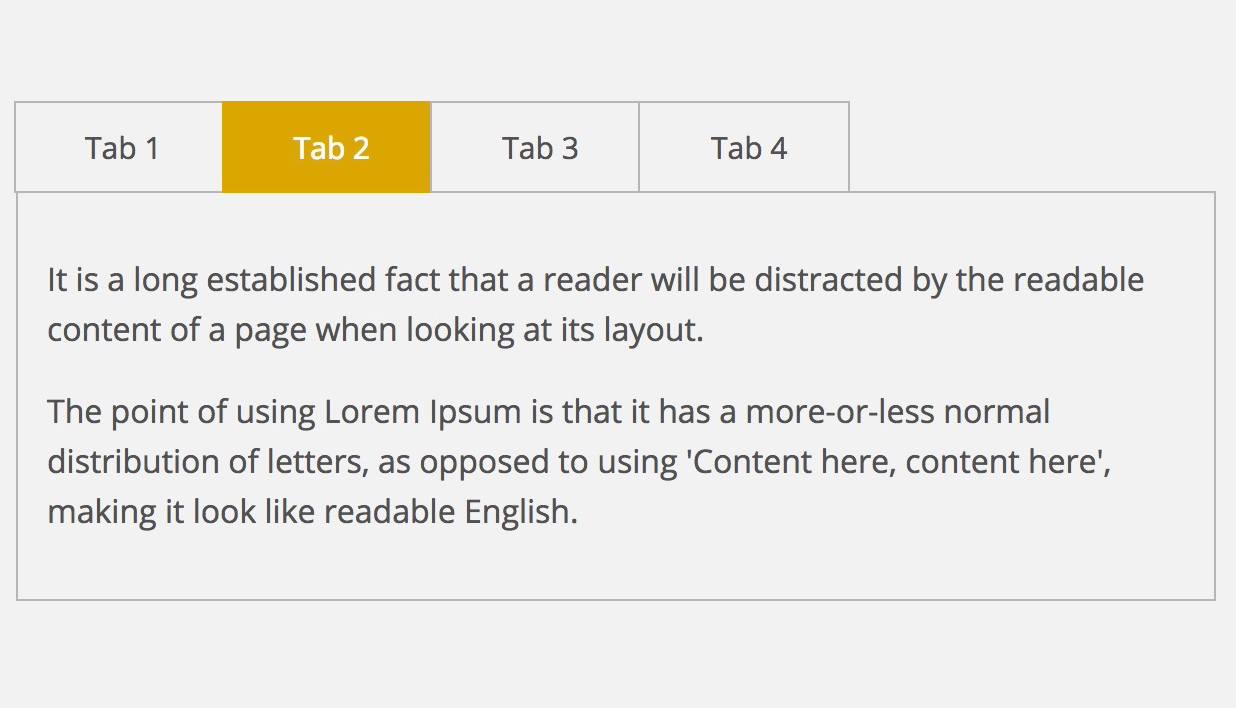 Tab 1 Tab 2 Tab 3 Tab 4
It is a long established fact that a reader will be distracted by the readable
content of a page when looking at its layout.
The point of using Lorem Ipsum is that it has a more-or-less normal
distribution of letters, as opposed to using 'Content here, content here',
making it look like readable English.